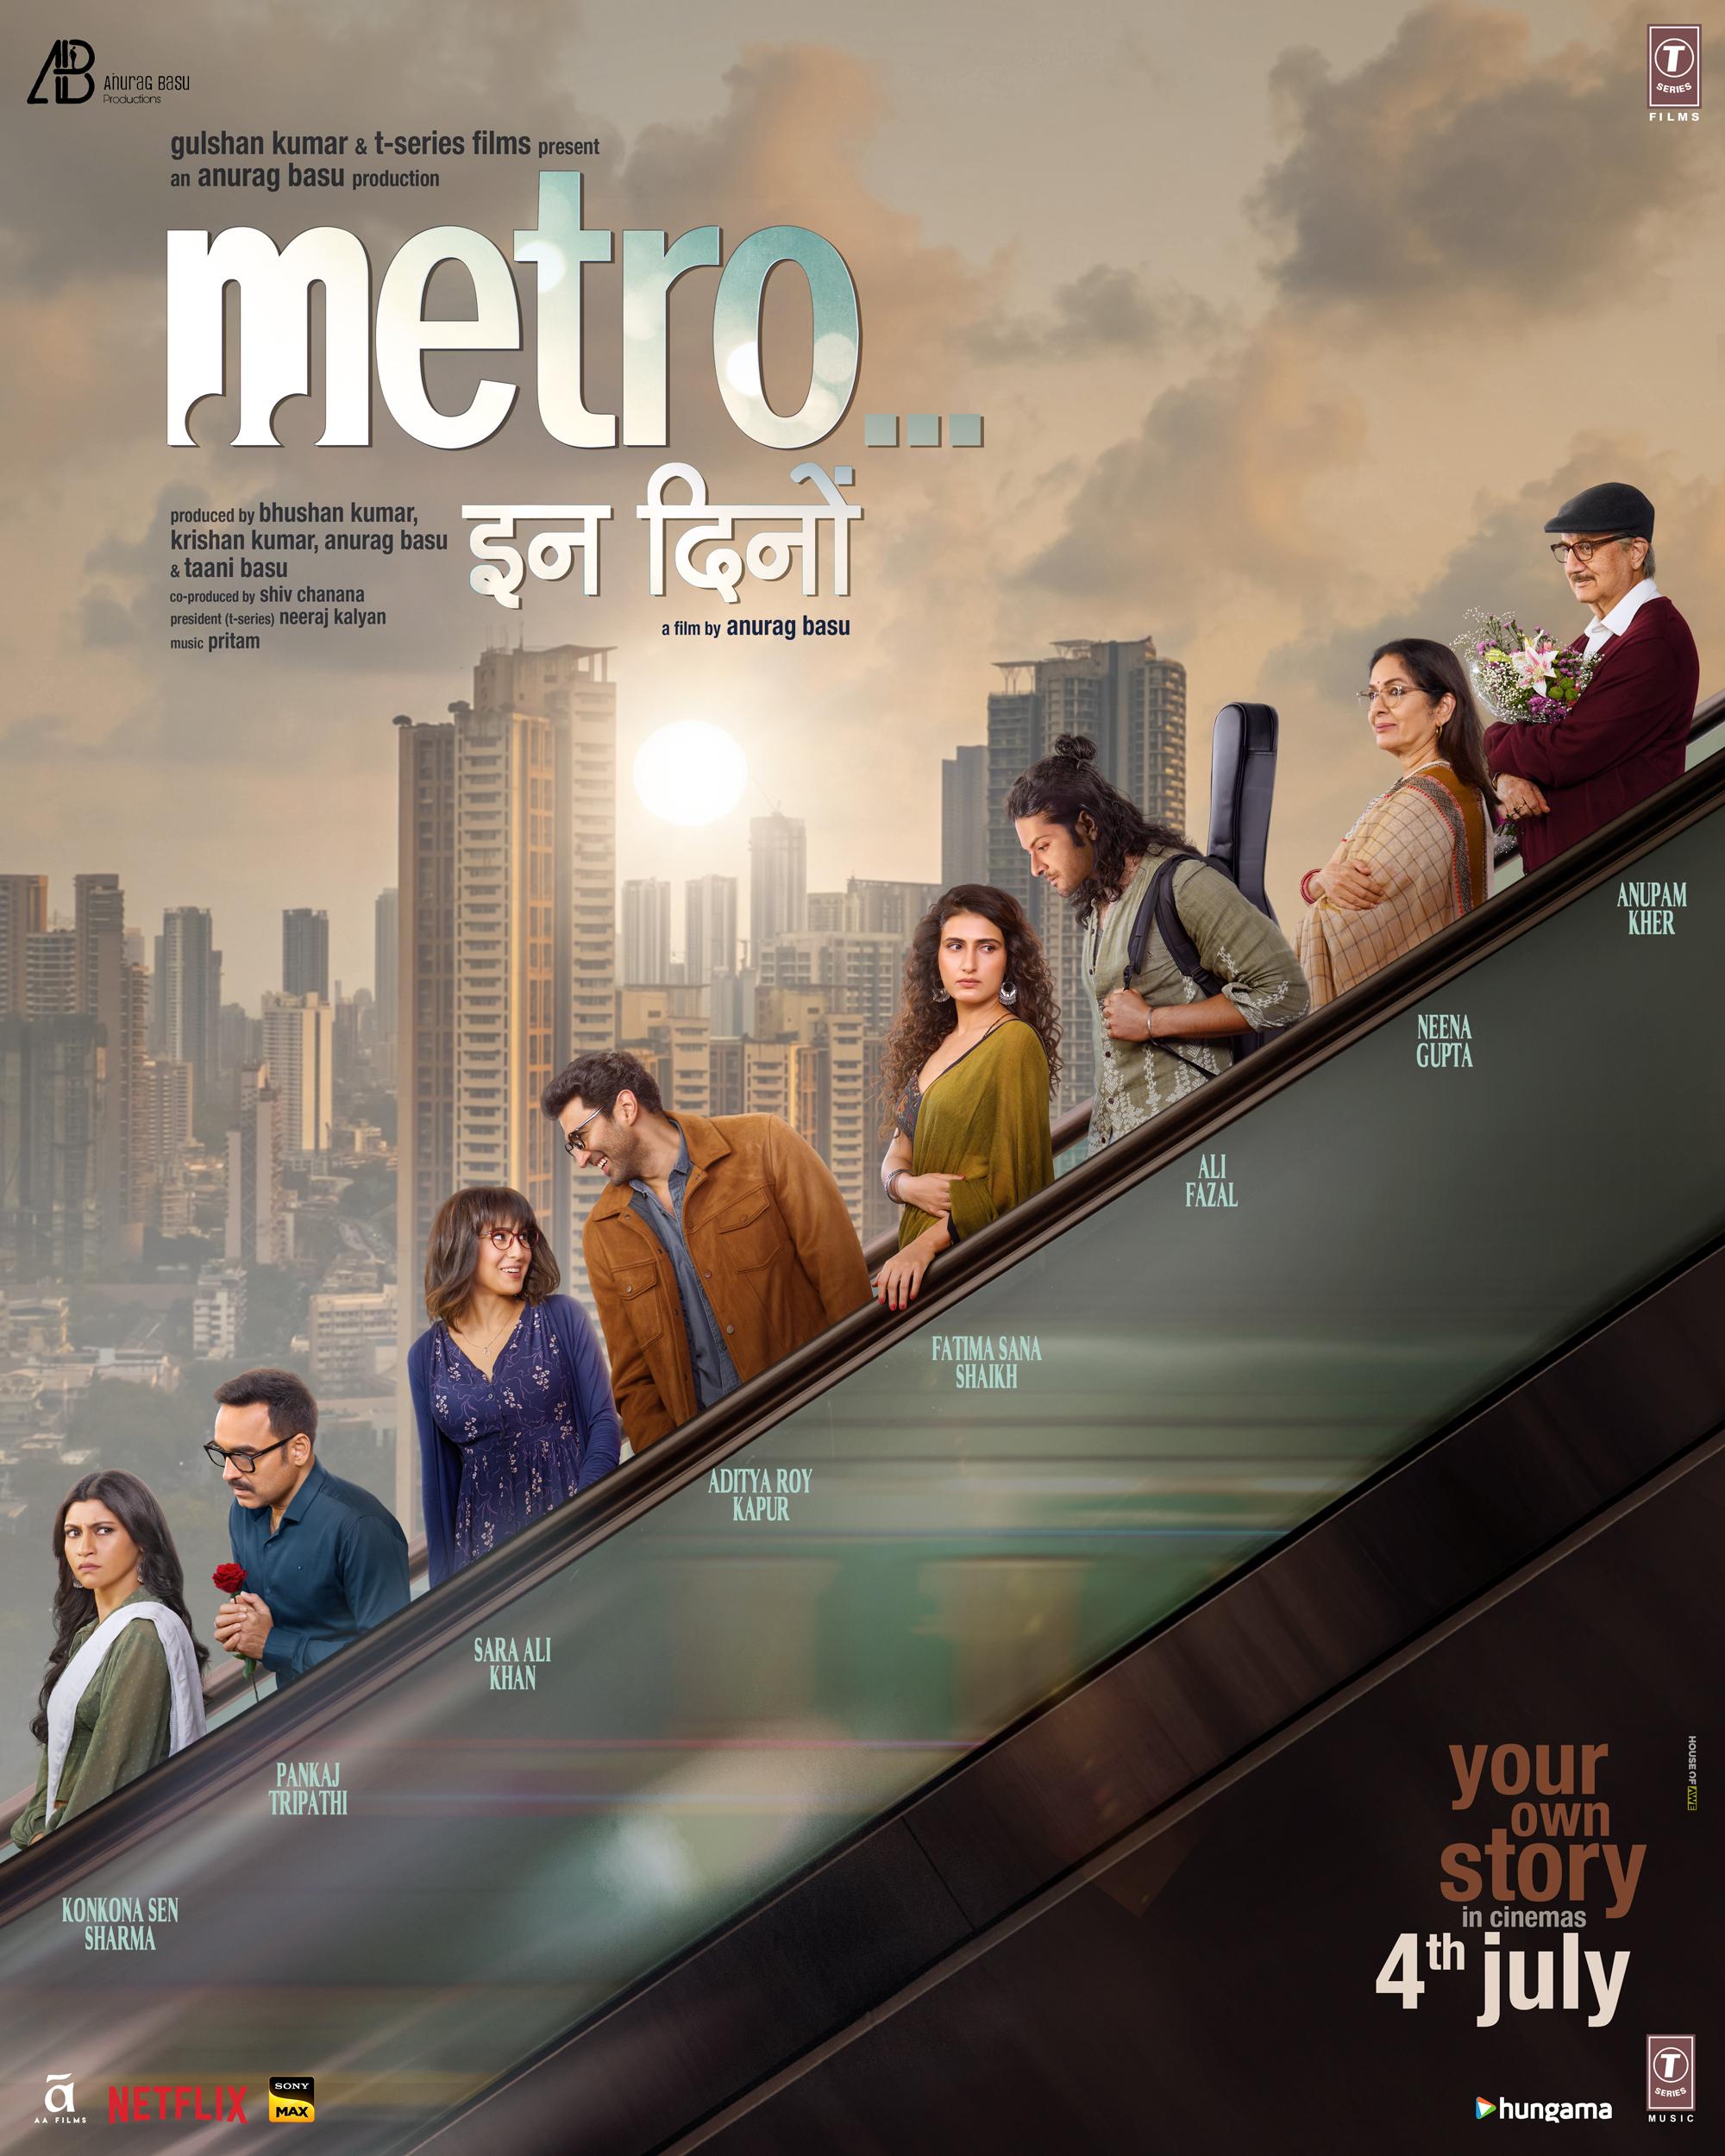 AB
Anurag Basu
Productions
T
SERIES
FILMS
gulshan kumar & t-series films present
an anurag basu production
metro...
इन दिनों
produced by bhushan kumar,
krishan kumar, anurag basu
& taani basu
co-produced by shiv chanana
president (t-series) neeraj kalyan
music pritam
a film by anurag basu
ANUPAM
KHER
NEENA
GUPTA
ALI
FAZAL
FATIMA SANA
SHAIKH
ADITYA ROY
KAPUR
SARA ALI
KHAN
PANKAJ
TRIPATHI
KONKONA SEN
SHARMA
your
own
story
in cinemas
4th july
HOUSE OF AWE
ā
AA FILMS
NETFLIX
SONY
MAX
hungama
T
SERIES
MUSIC